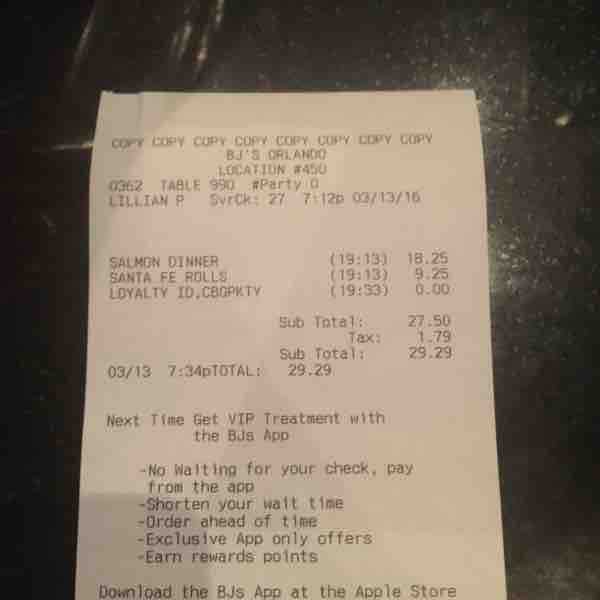 COPY COPY COPY COPY COPY COPY COPY COPY
BJ'S ORLANDO
LOCATION #450
0362 TABLE 990 #Party 0
LILLIAN P SvrCk: 27 7:12p 03/13/16
SALMON DINNER (19:13) 18.25
SANTA FE ROLLS (19:13) 9.25
LOYALTY ID,CBGPKTY (19:33) 0.00
Sub Total: 27.50
Tax: 1.79
Sub Total: 29.29
03/13 7:34pTOTAL: 29.29
Next Time Get VIP Treatment with
the BJs App
-No Waiting for your check, pay
from the app
-Shorten your wait time
-Order ahead of time
-Exclusive App only offers
-Earn rewards points
Download the BJs App at the Apple Store